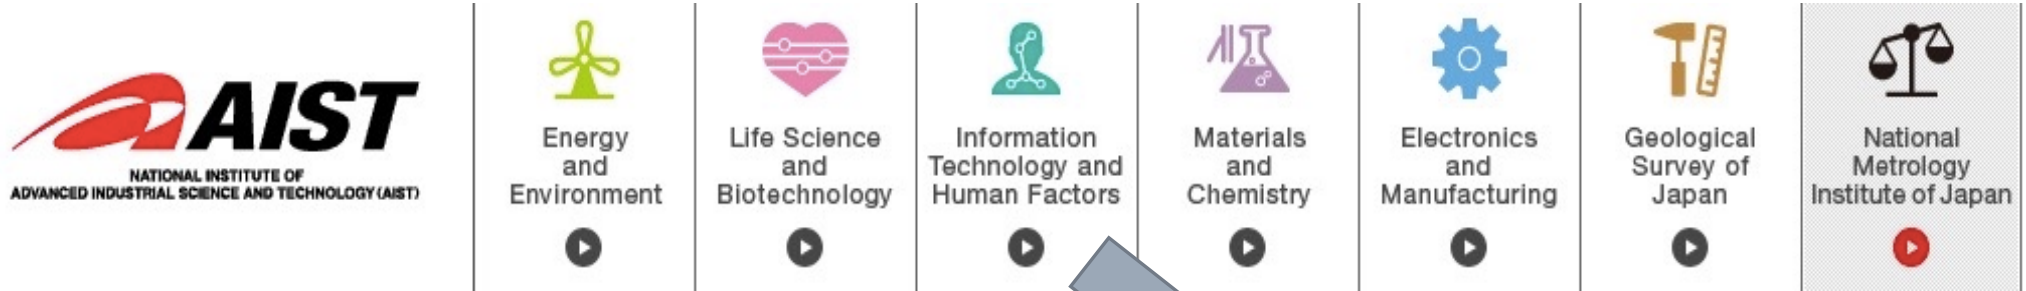 AIST
NATIONAL INSTITUTE OF
ADVANCED INDUSTRIAL SCIENCE AND TECHNOLOGY (AIST)
Energy
and
Environment
Life Science
and
Biotechnology
Information
Technology and
Human Factors
Materials
and
Chemistry
Electronics
and
Manufacturing
Geological
Survey of
Japan
National
Metrology
Institute of Japan